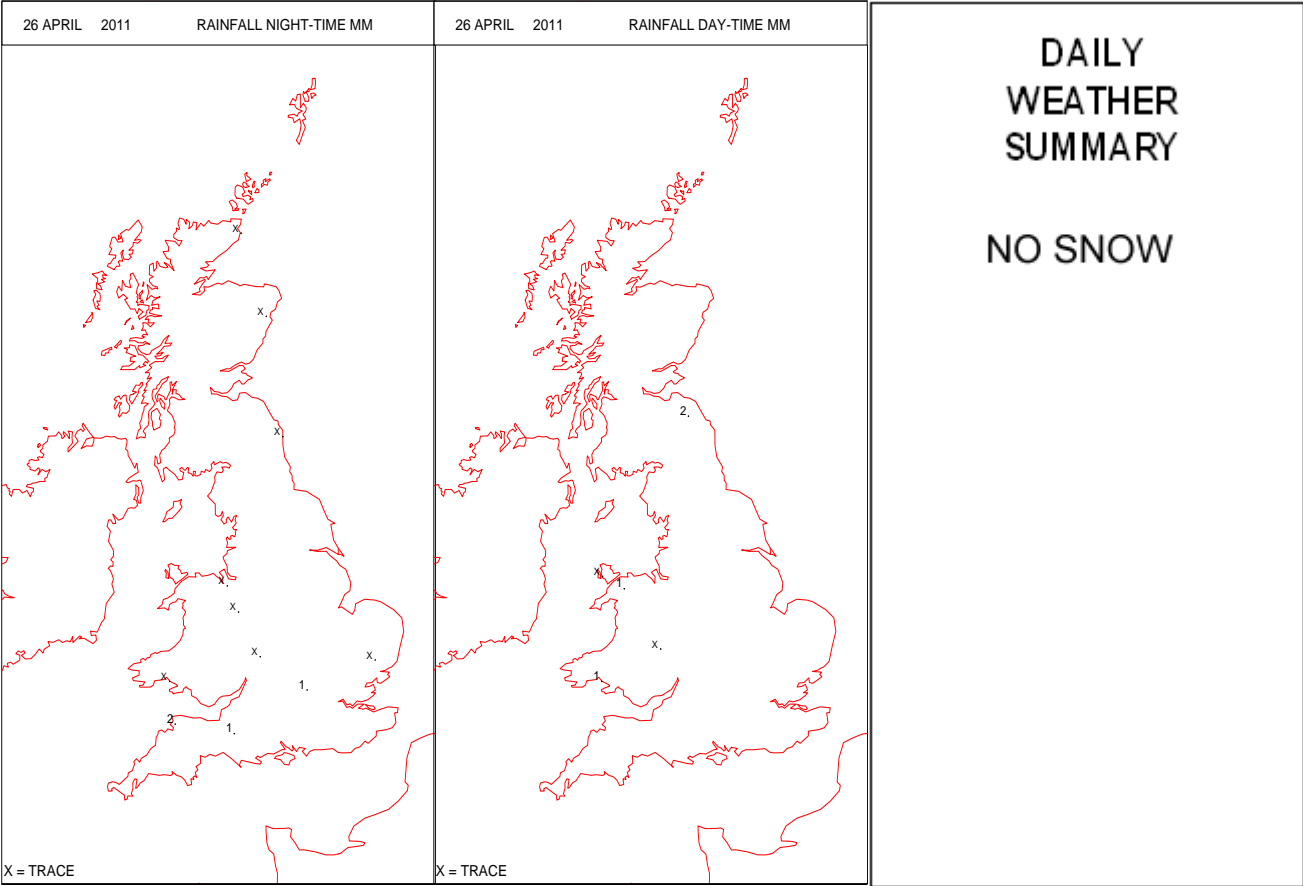 26 APRIL 2011 RAINFALL NIGHT-TIME MM
x.
x.
x.
x.
x.
x.
x.
x.
1.
2.
1.
X = TRACE
26 APRIL 2011 RAINFALL DAY-TIME MM
2.
x.
1.
x.
1.
X = TRACE
DAILY
WEATHER
SUMMARY
NO SNOW